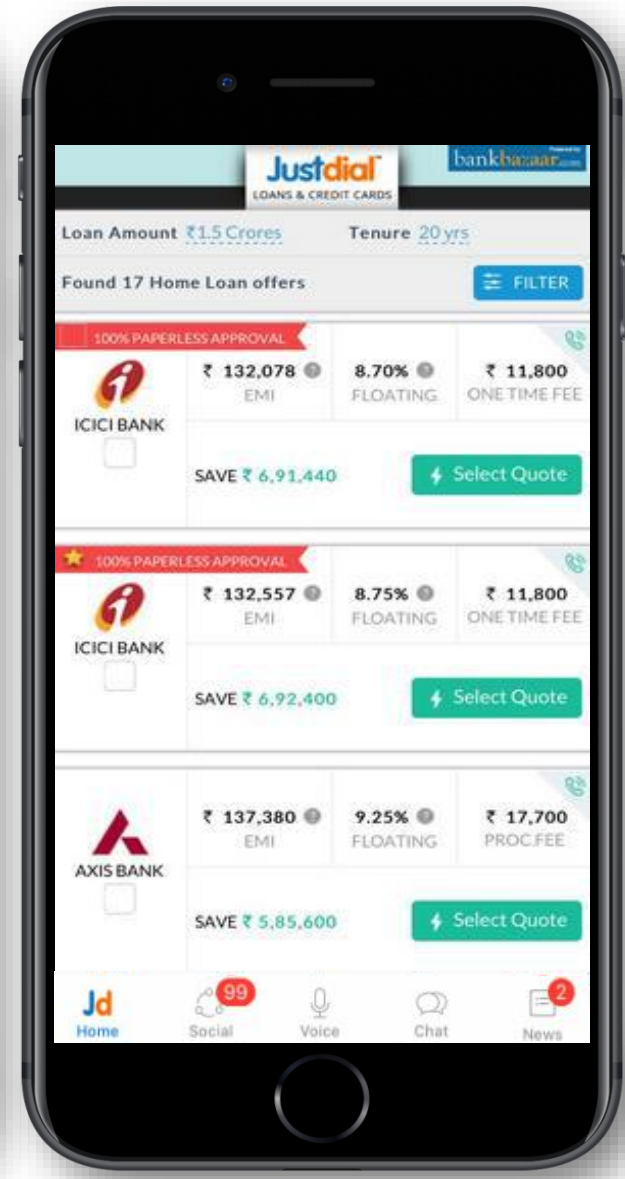 Justdial
LOANS & CREDIT CARDS
Powered by
bankbazaar.com
Loan Amount ₹1.5 Crores Tenure 20 yrs
Found 17 Home Loan offers FILTER
100% PAPERLESS APPROVAL
ICICI BANK
₹ 132,078 8.70% ₹ 11,800
EMI FLOATING ONE TIME FEE
SAVE ₹ 6,91,440 Select Quote
100% PAPERLESS APPROVAL
ICICI BANK
₹ 132,557 8.75% ₹ 11,800
EMI FLOATING ONE TIME FEE
SAVE ₹ 6,92,400 Select Quote
AXIS BANK
₹ 137,380 9.25% ₹ 17,700
EMI FLOATING PROC.FEE
SAVE ₹ 5,85,600 Select Quote
Jd 99 2
Home Social Voice Chat News